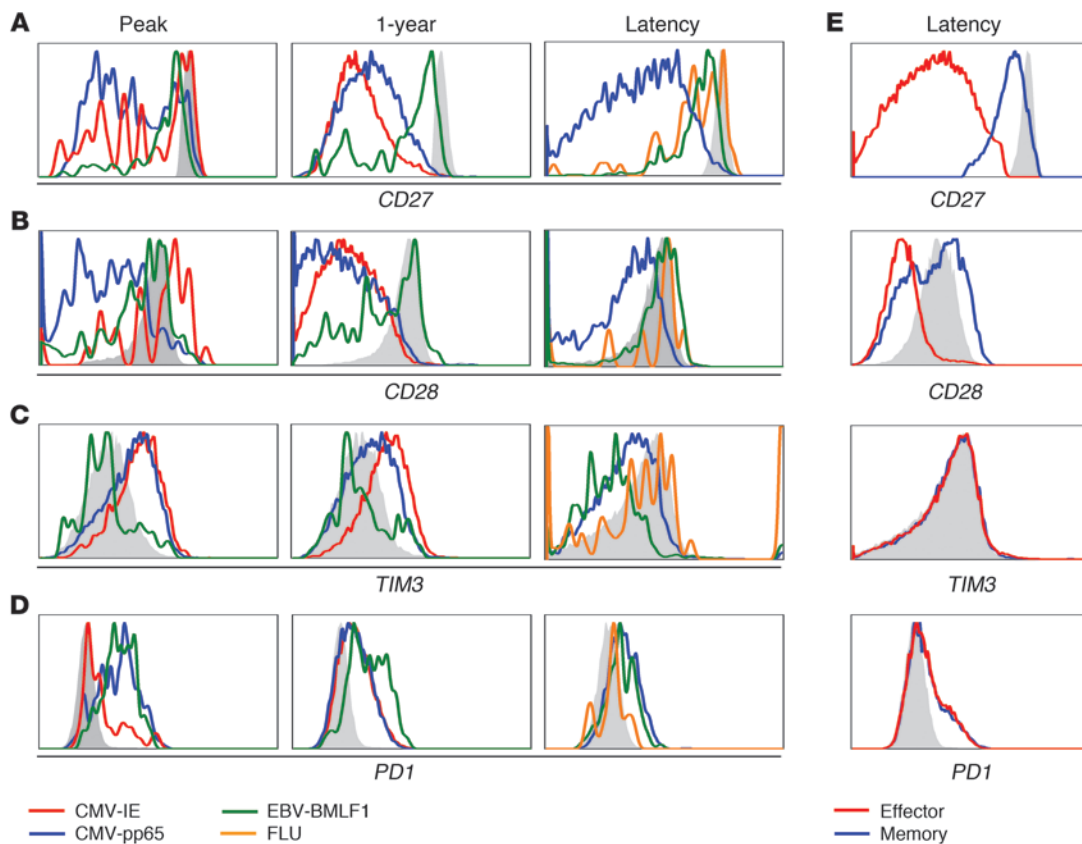 A Peak 1-year Latency E Latency
CD27 CD27
B
CD28 CD28
C
TIM3 TIM3
D
PD1 PD1
CMV-IE EBV-BMLF1 Effector
CMV-pp65 FLU Memory